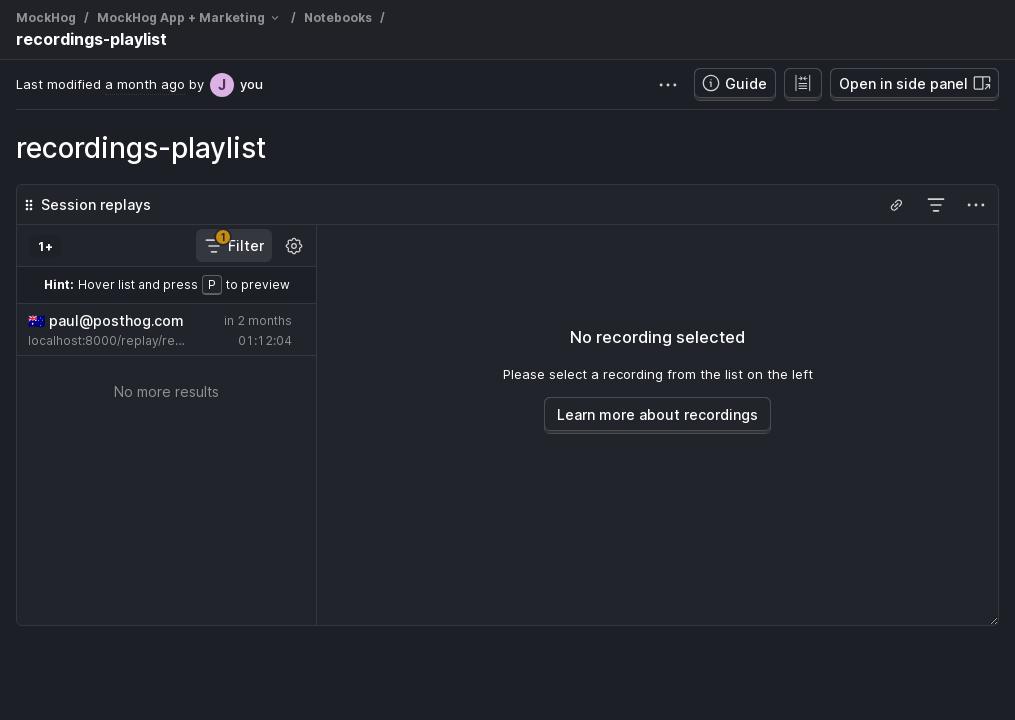 MockHog / MockHog App + Marketing / Notebooks /
recordings-playlist
Last modified a month ago by J you
Guide
Open in side panel
recordings-playlist
Session replays
1+
1 Filter
Hint: Hover list and press P to preview
paul@posthog.com in 2 months
localhost:8000/replay/re... 01:12:04
No more results
No recording selected
Please select a recording from the list on the left
Learn more about recordings